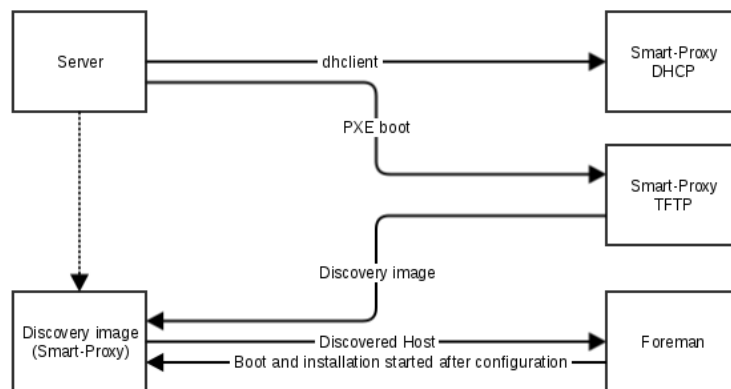 Server
dhclient
Smart-Proxy
DHCP
PXE boot
Smart-Proxy
TFTP
Discovery image
Discovery image
(Smart-Proxy)
Discovered Host
Boot and installation started after configuration
Foreman